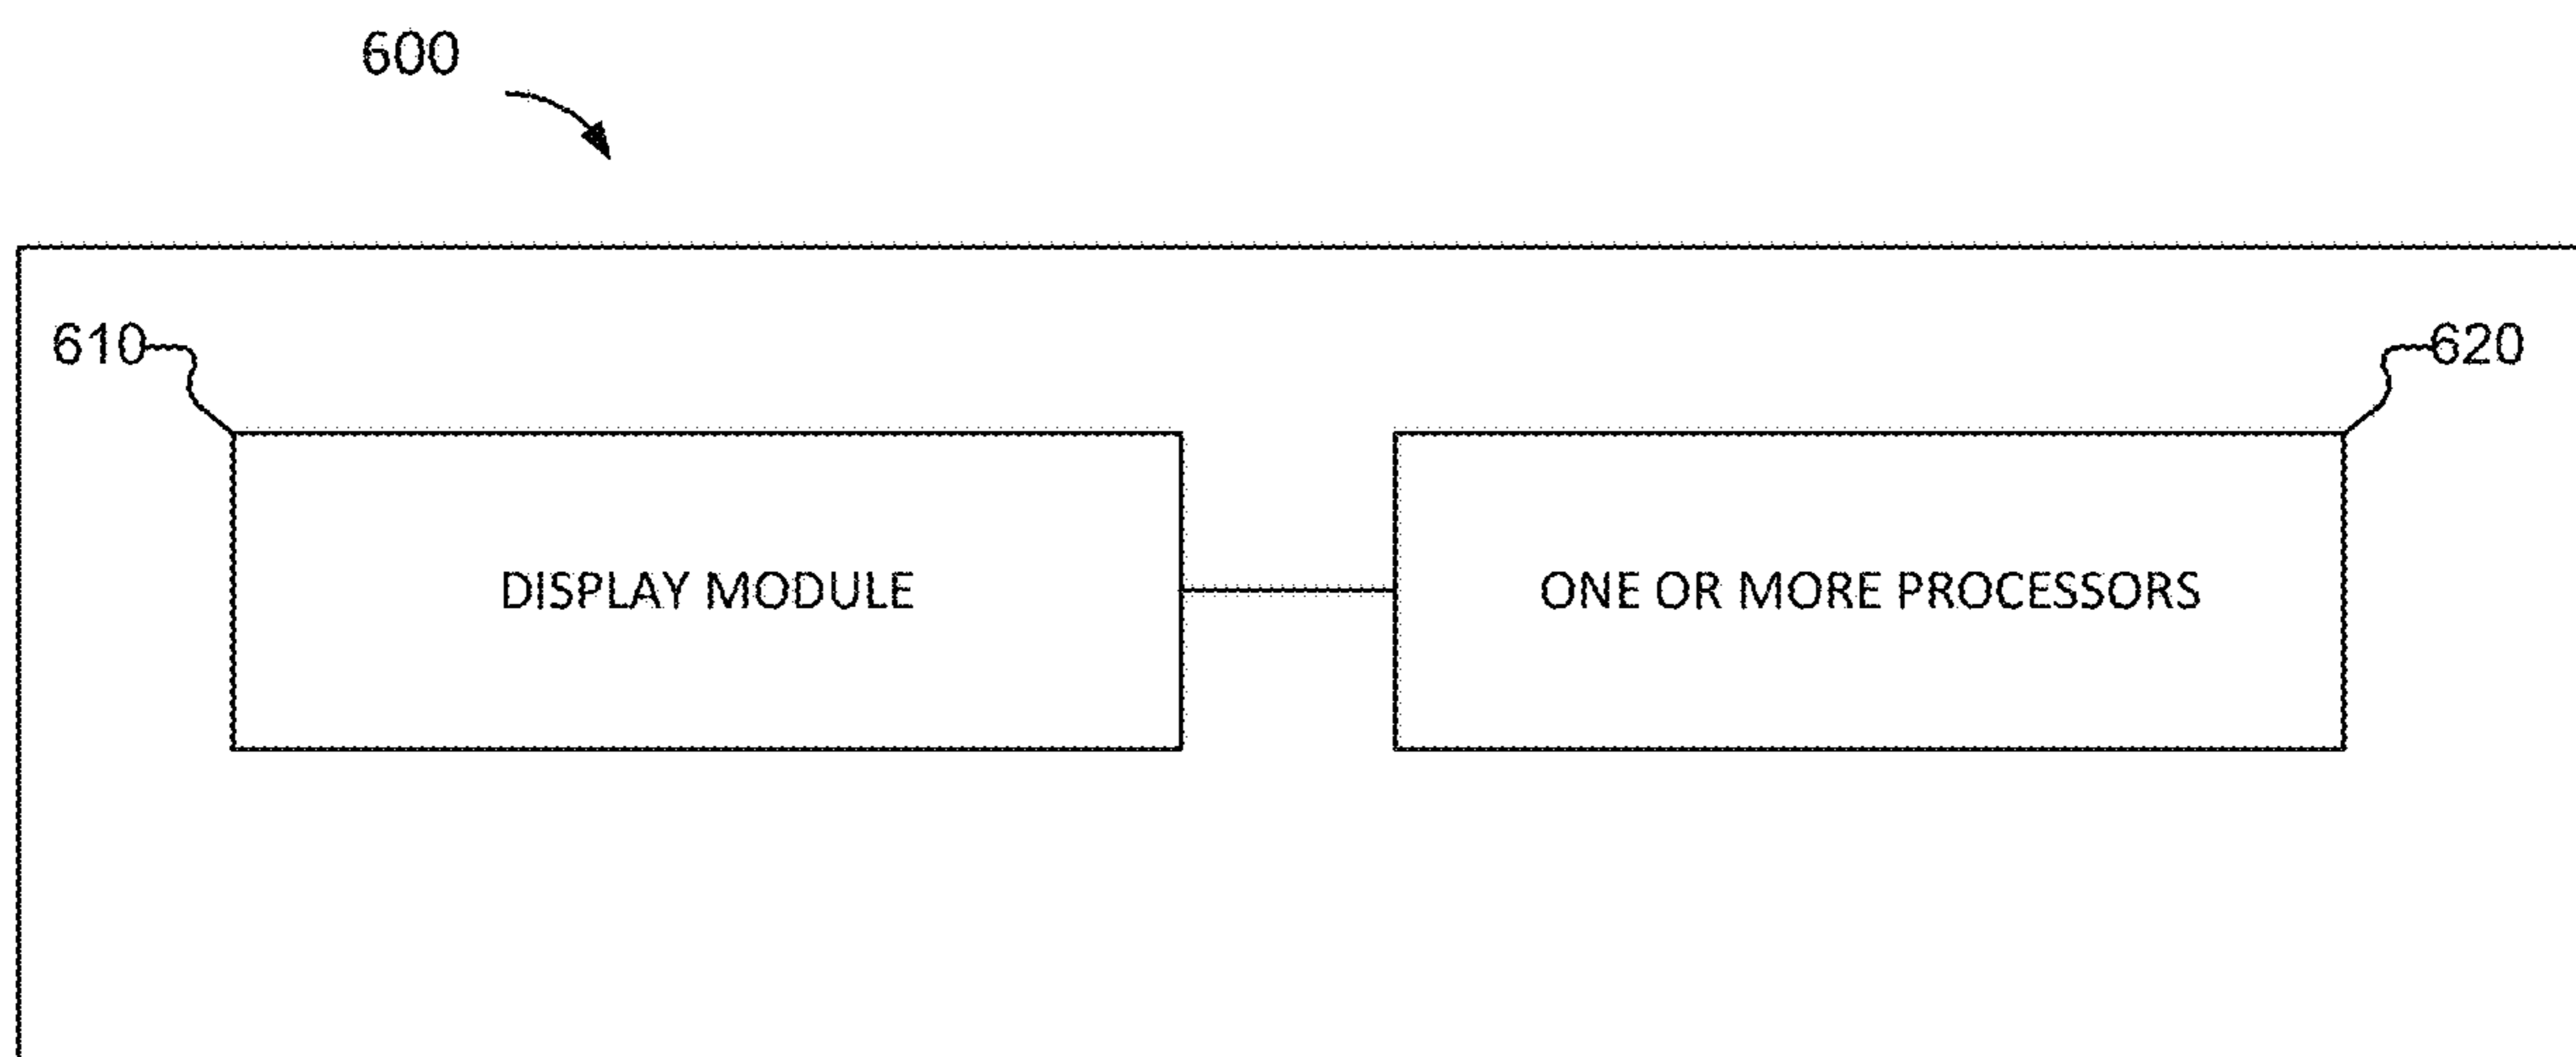 600
610
620
DISPLAY MODULE
ONE OR MORE PROCESSORS